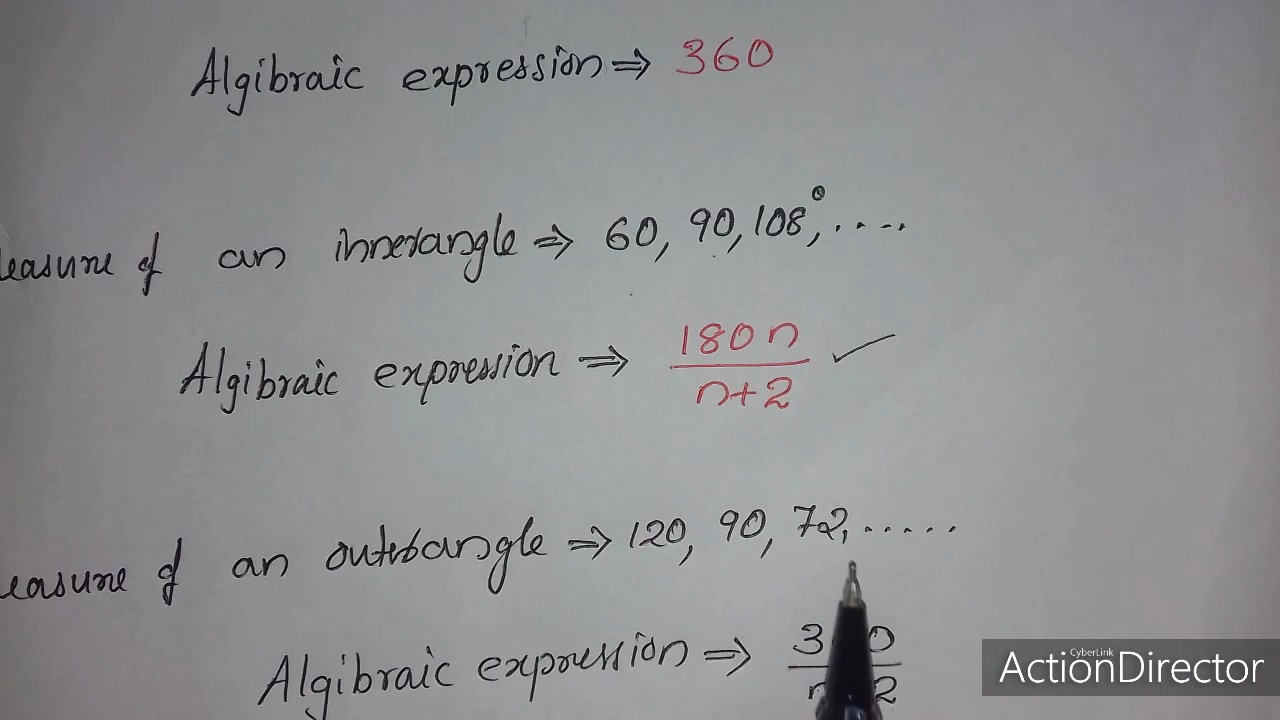 Algibraic expression ⇒ 360
easure of an innerangle ⇒ 60, 90, 108°, ....
Algibraic expression ⇒ 180n/n+2 ✓
easure of an outerangle ⇒ 120, 90, 72, .....
Algibraic expression ⇒
CyberLink
ActionDirector